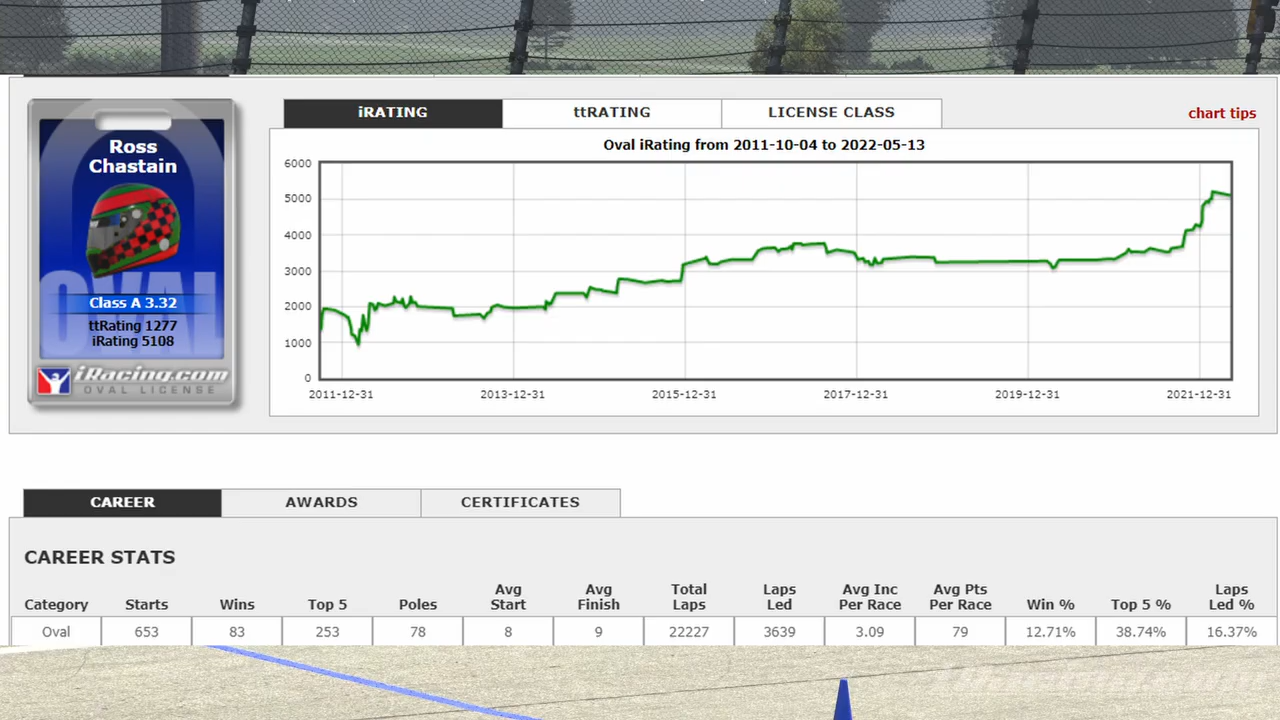 Ross
Chastain
OVAL
Class A 3.32
ttRating 1277
iRating 5108
iRacing.com
OVAL LICENSE
iRATING
ttRATING
LICENSE CLASS
chart tips
Oval iRating from 2011-10-04 to 2022-05-13
6000
5000
4000
3000
2000
1000
0
2011-12-31
2013-12-31
2015-12-31
2017-12-31
2019-12-31
2021-12-31
CAREER
AWARDS
CERTIFICATES
CAREER STATS
Category Starts Wins Top 5 Poles Avg Start Avg Finish Total Laps Laps Led Avg Inc Per Race Avg Pts Per Race Win % Top 5 % Laps Led %
Oval 653 83 253 78 8 9 22227 3639 3.09 79 12.71% 38.74% 16.37%